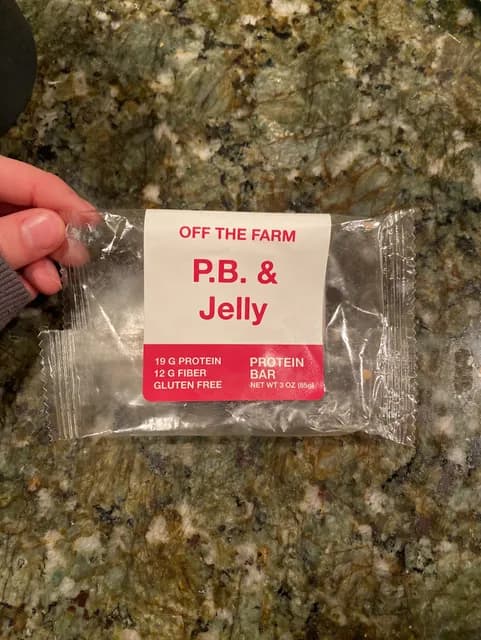 OFF THE FARM
P.B. &
Jelly
19 G PROTEIN
12 G FIBER
GLUTEN FREE
PROTEIN
BAR
NET WT 3 OZ (85g)